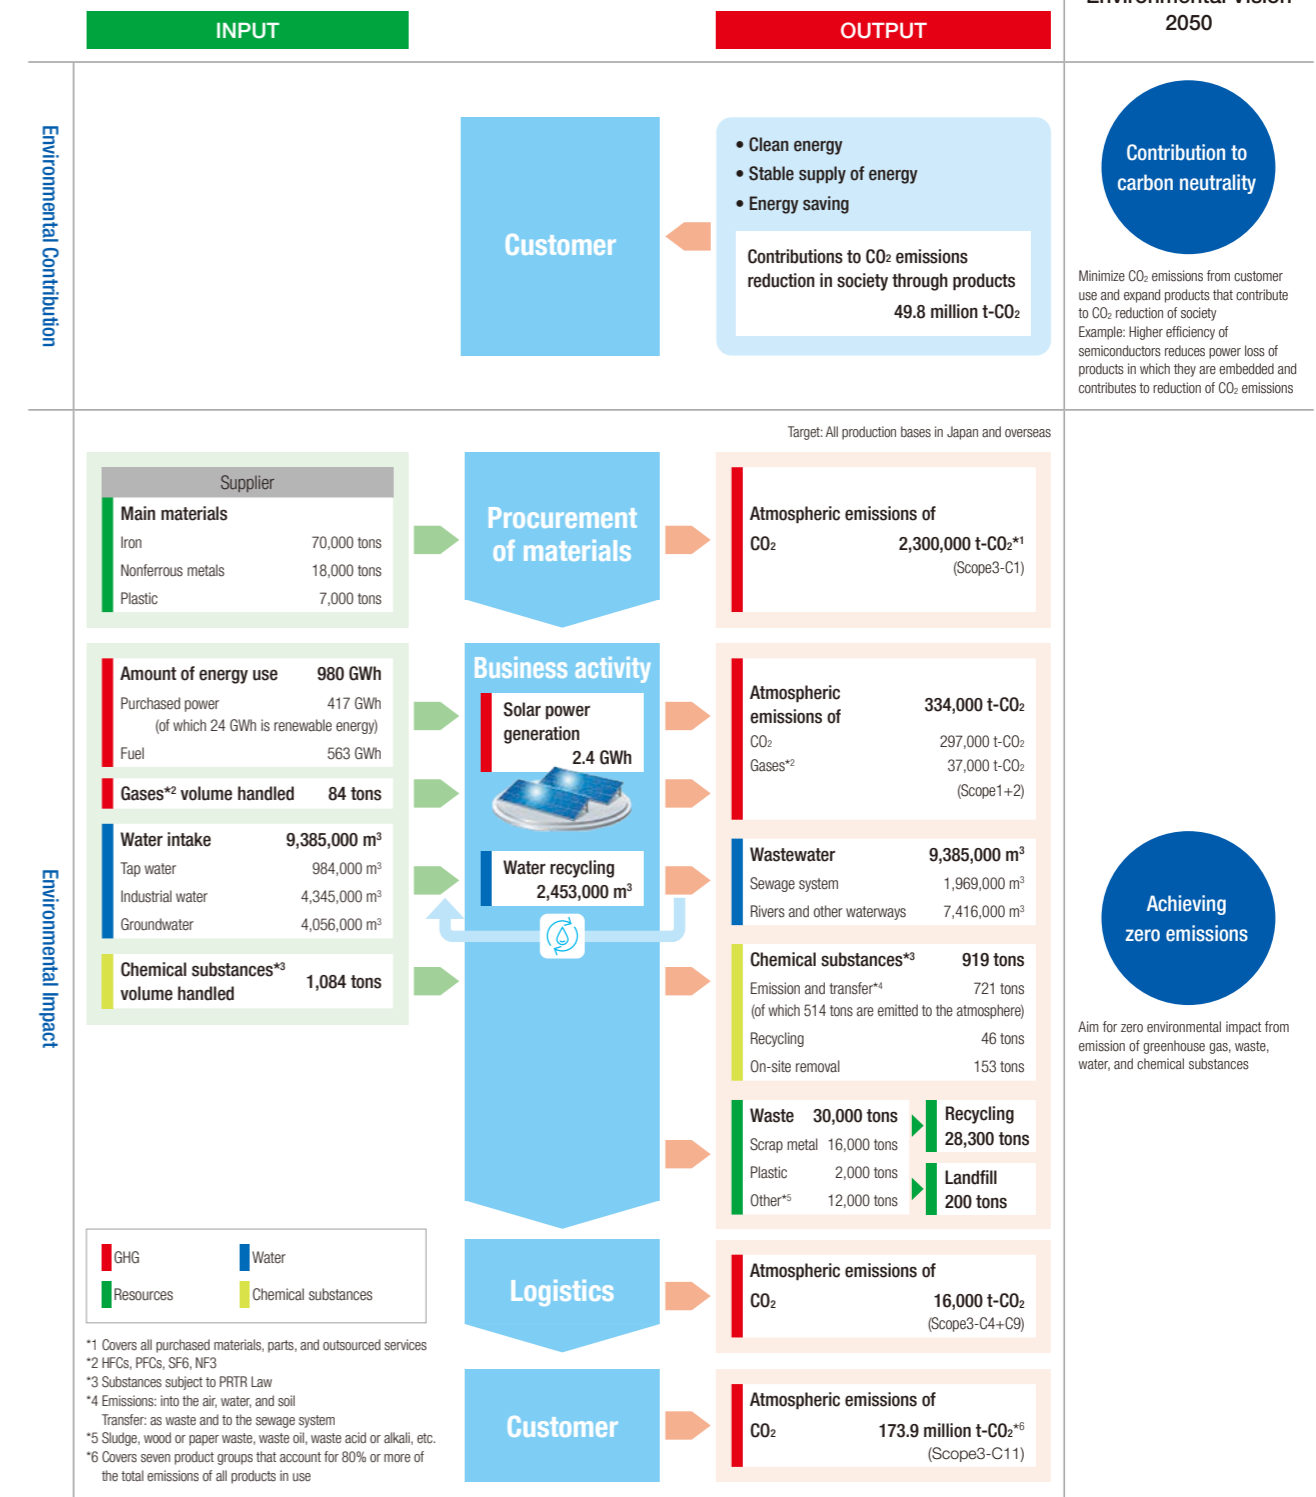 INPUT
OUTPUT
Environmental Vision
2050
Environmental Contribution
Customer
• Clean energy
• Stable supply of energy
• Energy saving
Contributions to CO₂ emissions
reduction in society through products
49.8 million t-CO₂
Contribution to
carbon neutrality
Minimize CO₂ emissions from customer
use and expand products that contribute
to CO₂ reduction of society
Example: Higher efficiency of
semiconductors reduces power loss of
products in which they are embedded and
contributes to reduction of CO₂ emissions
Environmental Impact
Target: All production bases in Japan and overseas
Supplier
Main materials
Iron 70,000 tons
Nonferrous metals 18,000 tons
Plastic 7,000 tons
Procurement
of materials
Atmospheric emissions of
CO₂ 2,300,000 t-CO₂*1
(Scope3-C1)
Amount of energy use 980 GWh
Purchased power 417 GWh
(of which 24 GWh is renewable energy)
Fuel 563 GWh
Gases*2 volume handled 84 tons
Water intake 9,385,000 m³
Tap water 984,000 m³
Industrial water 4,345,000 m³
Groundwater 4,056,000 m³
Chemical substances*3
volume handled 1,084 tons
Business activity
Solar power
generation
2.4 GWh
Water recycling
2,453,000 m³
Atmospheric
emissions of 334,000 t-CO₂
CO₂ 297,000 t-CO₂
Gases*2 37,000 t-CO₂
(Scope1+2)
Wastewater 9,385,000 m³
Sewage system 1,969,000 m³
Rivers and other waterways 7,416,000 m³
Chemical substances*3 919 tons
Emission and transfer*4 721 tons
(of which 514 tons are emitted to the atmosphere)
Recycling 46 tons
On-site removal 153 tons
Waste 30,000 tons
Scrap metal 16,000 tons
Plastic 2,000 tons
Other*5 12,000 tons
Recycling
28,300 tons
Landfill
200 tons
Achieving
zero emissions
Aim for zero environmental impact from
emission of greenhouse gas, waste,
water, and chemical substances
GHG
Water
Resources
Chemical substances
Logistics
Atmospheric emissions of
CO₂ 16,000 t-CO₂
(Scope3-C4+C9)
Customer
Atmospheric emissions of
CO₂ 173.9 million t-CO₂*6
(Scope3-C11)
*1 Covers all purchased materials, parts, and outsourced services
*2 HFCs, PFCs, SF6, NF3
*3 Substances subject to PRTR Law
*4 Emissions: into the air, water, and soil
Transfer: as waste and to the sewage system
*5 Sludge, wood or paper waste, waste oil, waste acid or alkali, etc.
*6 Covers seven product groups that account for 80% or more of
the total emissions of all products in use